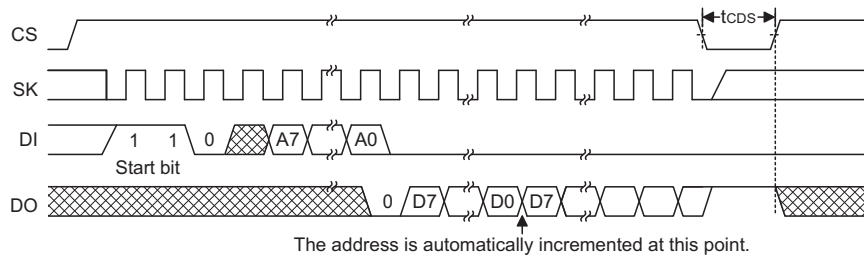 tCDS
CS
SK
DI 1 1 0 A7 A0
Start bit
DO 0 D7 D0 D7
The address is automatically incremented at this point.